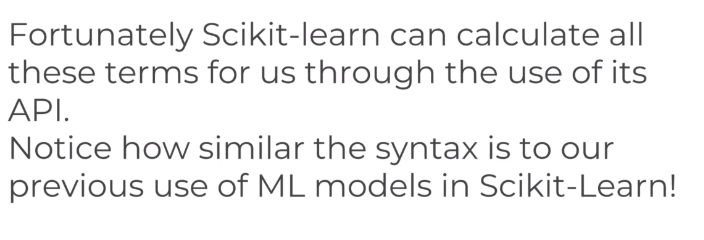 Fortunately Scikit-learn can calculate all
these terms for us through the use of its
API.
Notice how similar the syntax is to our
previous use of ML models in Scikit-Learn!